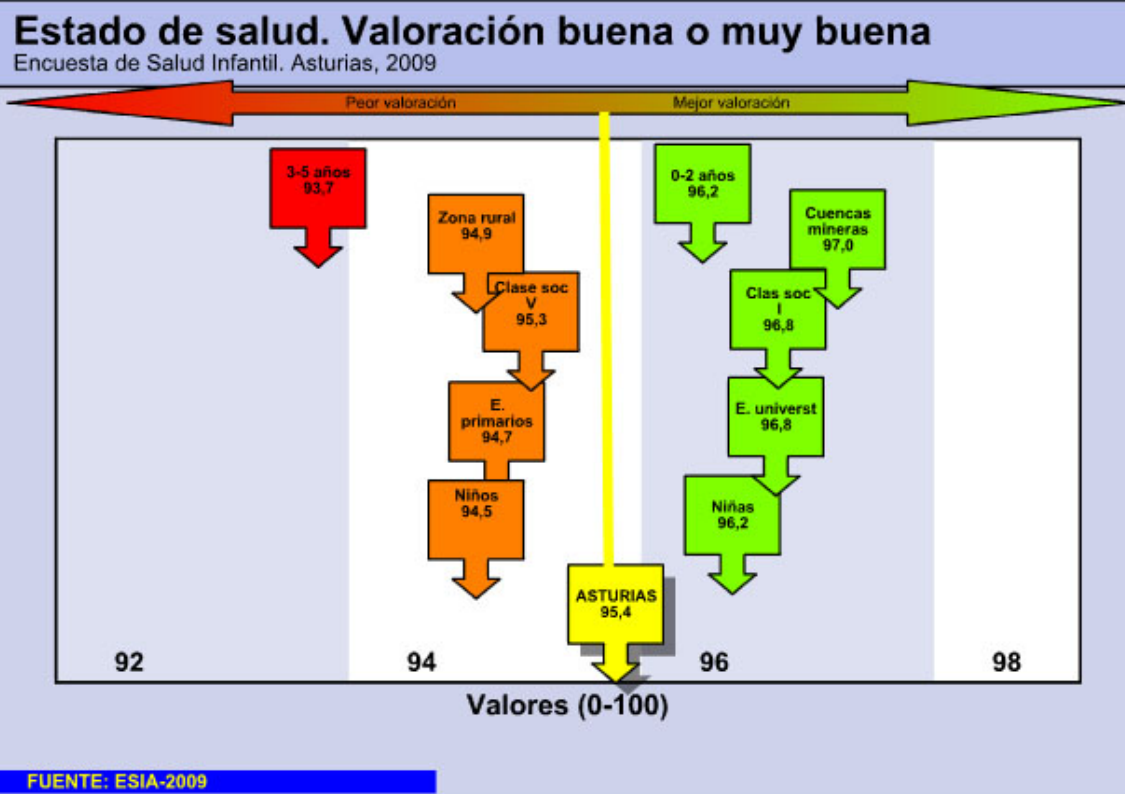 Estado de salud. Valoración buena o muy buena
Encuesta de Salud Infantil. Asturias, 2009
Peor valoración
Mejor valoración
3-5 años
93,7
0-2 años
96,2
Zona rural
94,9
Cuencas
mineras
97,0
Clase soc
V
95,3
Clas soc
I
96,8
E.
primarios
94,7
E. universt
96,8
Niños
94,5
Niñas
96,2
ASTURIAS
95,4
92
94
96
98
Valores (0-100)
FUENTE: ESIA-2009